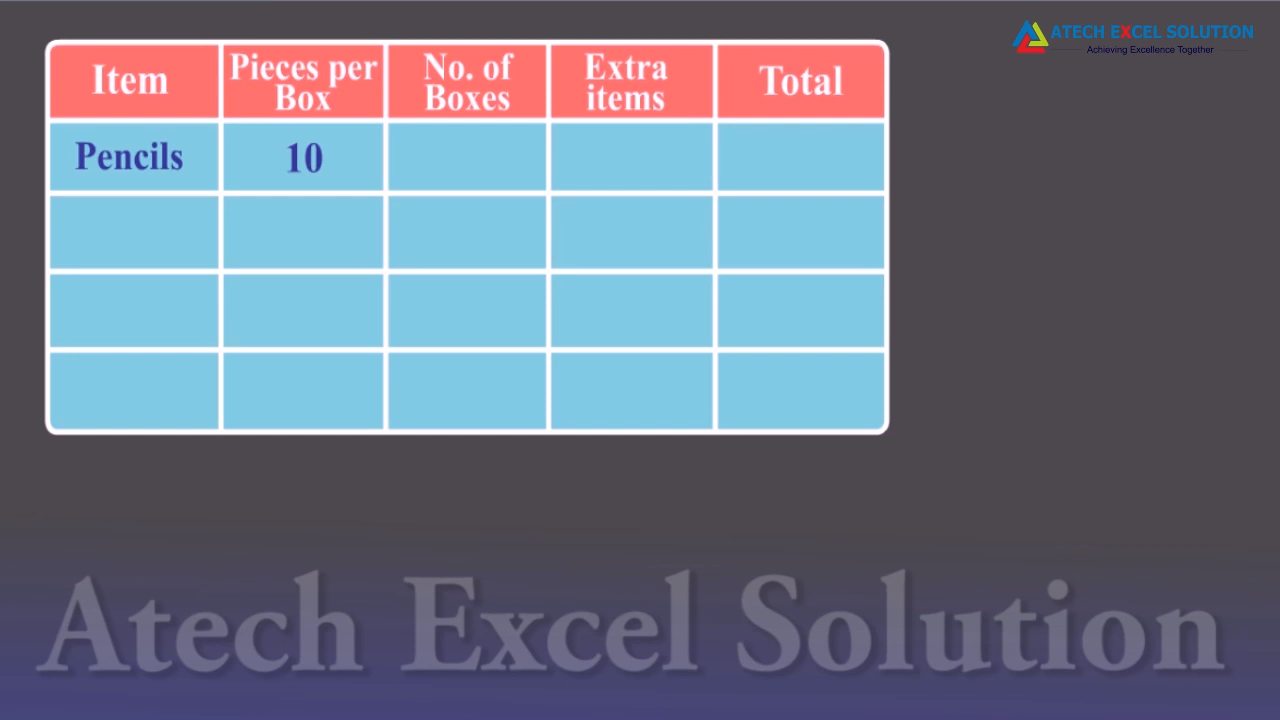 ATECH EXCEL SOLUTION
Achieving Excellence Together
Item
Pieces per
Box
No. of
Boxes
Extra
items
Total
Pencils
10
Atech Excel Solution